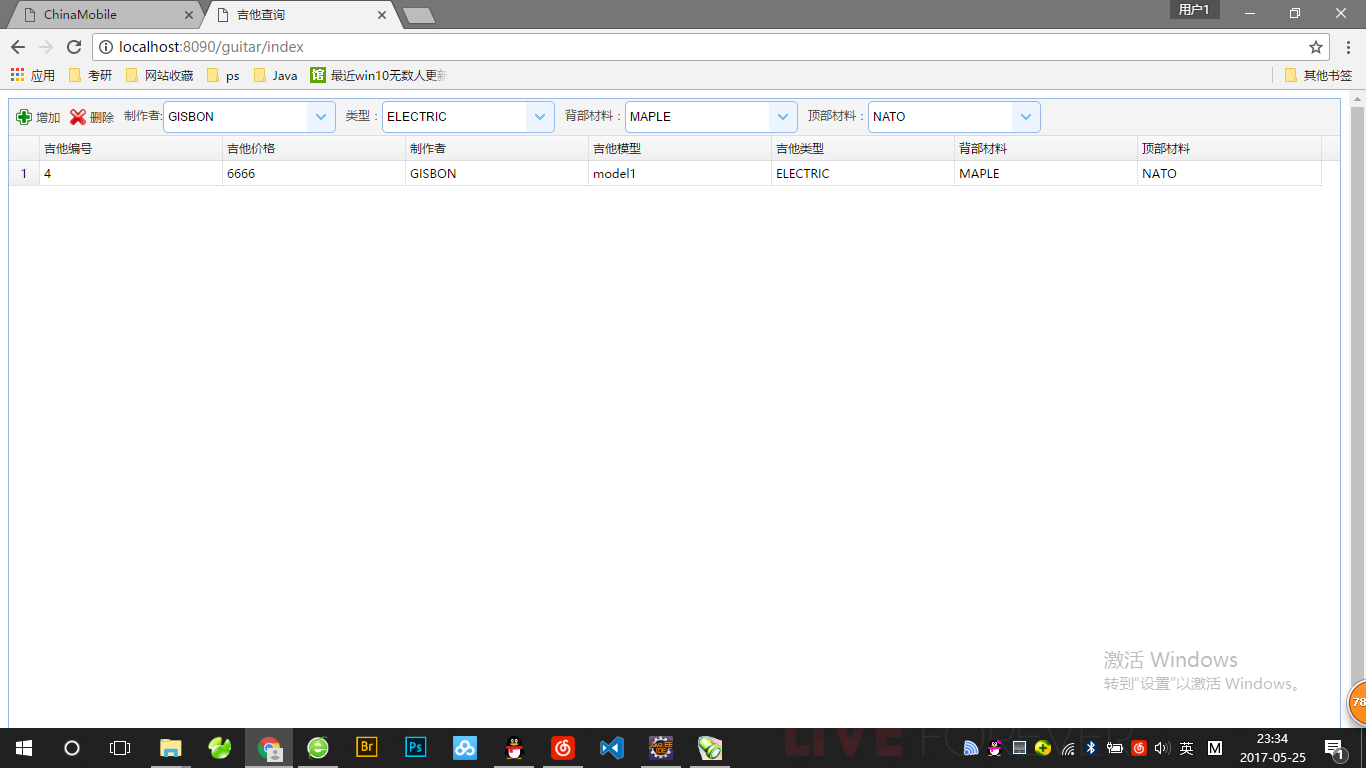 ChinaMobile
吉他查询
用户1
localhost:8090/guitar/index
应用
考研
网站收藏
ps
Java
馆
最近win10无数人更新
其他书签
增加
删除
制作者:
GISBON
类型：
ELECTRIC
背部材料：
MAPLE
顶部材料：
NATO
吉他编号 吉他价格 制作者 吉他模型 吉他类型 背部材料 顶部材料
1 4 6666 GISBON model1 ELECTRIC MAPLE NATO
激活 Windows
转到"设置"以激活 Windows。
78
Br
Ps
LIVE FOREVER
英
M
23:34
2017-05-25
1